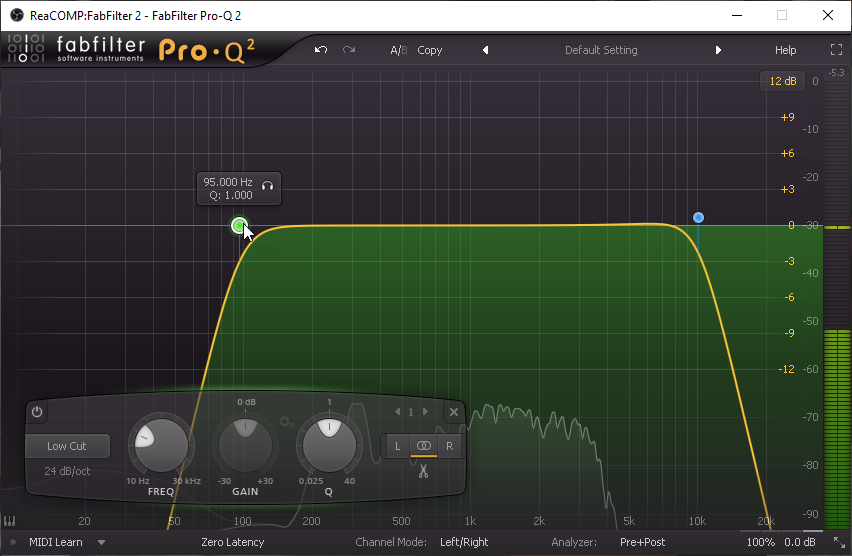 ReaCOMP:FabFilter 2 - FabFilter Pro-Q 2
fabfilter
software instruments
Pro·Q²
A/B Copy
Default Setting
Help
12 dB
0
-5.3
+9
-10
+6
-20
+3
0
-30
-3
-40
-6
-50
-9
-12
-60
-70
-80
-90
95.000 Hz
Q: 1.000
0 dB
1
1
Low Cut
24 dB/oct
L
R
10 Hz
30 kHz
-30
+30
0.025
40
FREQ
GAIN
Q
20
50
100
200
500
1k
2k
5k
10k
20k
MIDI Learn
Zero Latency
Channel Mode: Left/Right
Analyzer: Pre+Post
100%
0.0 dB